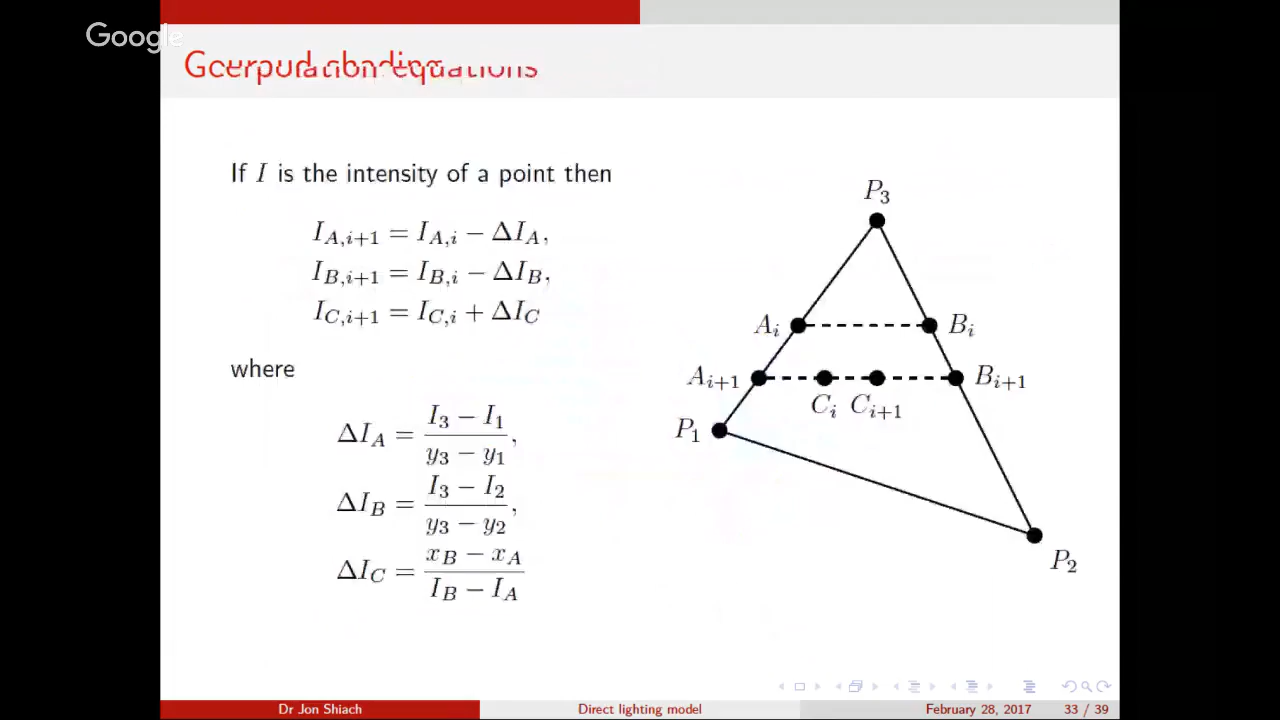 Google
If I is the intensity of a point then
I_{A,i+1} = I_{A,i} − ΔI_A,
I_{B,i+1} = I_{B,i} − ΔI_B,
I_{C,i+1} = I_{C,i} + ΔI_C
where
ΔI_A = \frac{I_3 − I_1}{y_3 − y_1},
ΔI_B = \frac{I_3 − I_2}{y_3 − y_2},
ΔI_C = \frac{x_B − x_A}{I_B − I_A}
P_3
A_i B_i
A_{i+1} B_{i+1}
C_i C_{i+1}
P_1
P_2
Dr Jon Shiach Direct lighting model February 28, 2017 33 / 39